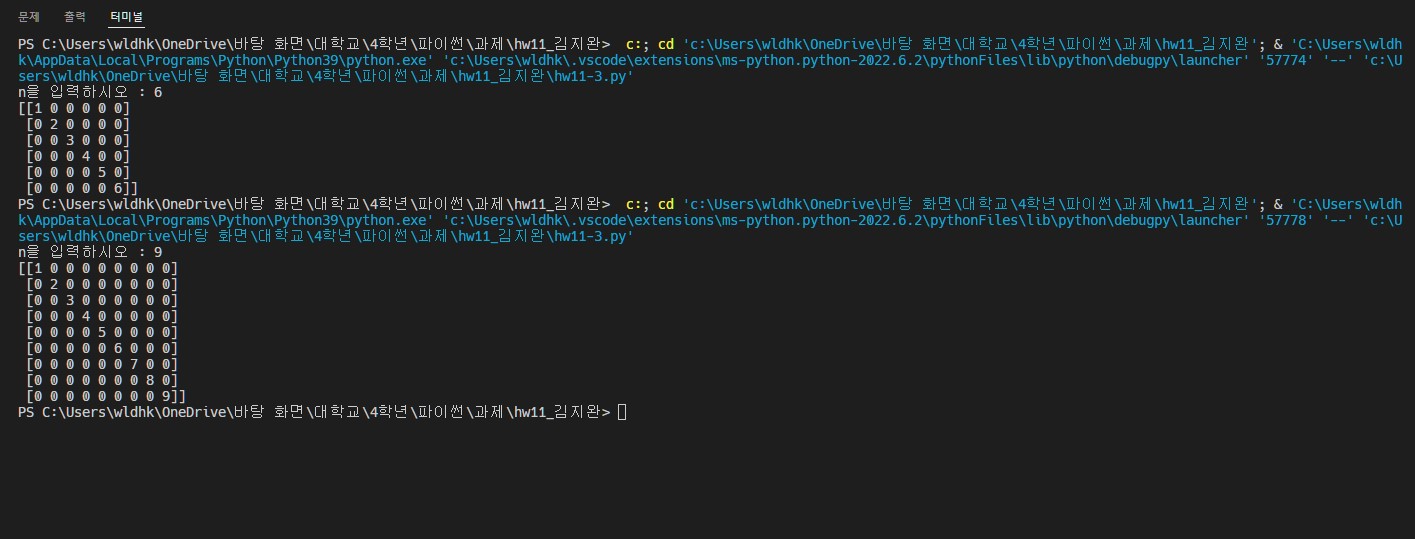 문제 출력 터미널
PS C:\Users\wldhk\OneDrive\바탕 화면\대학교\4학년\파이썬\과제\hw11_김지완>  c:; cd 'c:\Users\wldhk\OneDrive\바탕 화면\대학교\4학년\파이썬\과제\hw11_김지완'; & 'C:\Users\wldh
k\AppData\Local\Programs\Python\Python39\python.exe' 'c:\Users\wldhk\.vscode\extensions\ms-python.python-2022.6.2\pythonFiles\lib\python\debugpy\launcher' '57774' '--' 'c:\U
sers\wldhk\OneDrive\바탕 화면\대학교\4학년\파이썬\과제\hw11_김지완\hw11-3.py'
n을 입력하시오 : 6
[[1 0 0 0 0 0]
 [0 2 0 0 0 0]
 [0 0 3 0 0 0]
 [0 0 0 4 0 0]
 [0 0 0 0 5 0]
 [0 0 0 0 0 6]]
PS C:\Users\wldhk\OneDrive\바탕 화면\대학교\4학년\파이썬\과제\hw11_김지완>  c:; cd 'c:\Users\wldhk\OneDrive\바탕 화면\대학교\4학년\파이썬\과제\hw11_김지완'; & 'C:\Users\wldh
k\AppData\Local\Programs\Python\Python39\python.exe' 'c:\Users\wldhk\.vscode\extensions\ms-python.python-2022.6.2\pythonFiles\lib\python\debugpy\launcher' '57778' '--' 'c:\U
sers\wldhk\OneDrive\바탕 화면\대학교\4학년\파이썬\과제\hw11_김지완\hw11-3.py'
n을 입력하시오 : 9
[[1 0 0 0 0 0 0 0 0]
 [0 2 0 0 0 0 0 0 0]
 [0 0 3 0 0 0 0 0 0]
 [0 0 0 4 0 0 0 0 0]
 [0 0 0 0 5 0 0 0 0]
 [0 0 0 0 0 6 0 0 0]
 [0 0 0 0 0 0 7 0 0]
 [0 0 0 0 0 0 0 8 0]
 [0 0 0 0 0 0 0 0 9]]
PS C:\Users\wldhk\OneDrive\바탕 화면\대학교\4학년\파이썬\과제\hw11_김지완>